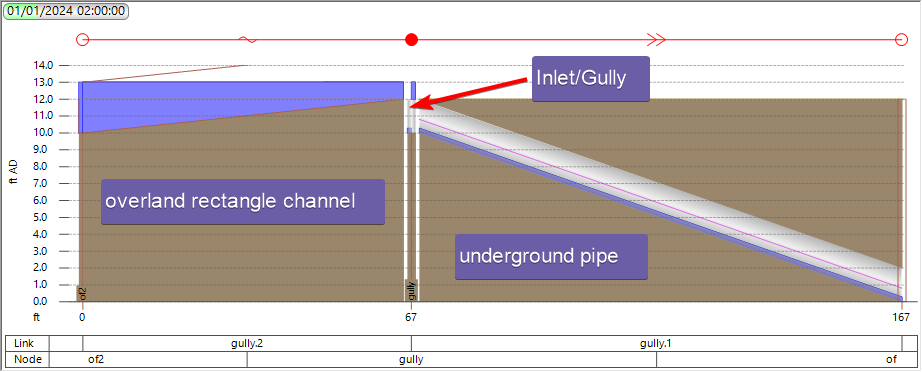 01/01/2024 02:00:00
14.0
13.0
12.0
11.0
10.0
9.0
8.0
7.0
6.0
5.0
4.0
3.0
2.0
1.0
0.0
ft AD
Inlet/Gully
overland rectangle channel
underground pipe
of2
gully
ft 0 67 167
Link gully.2 gully.1
Node of2 gully of